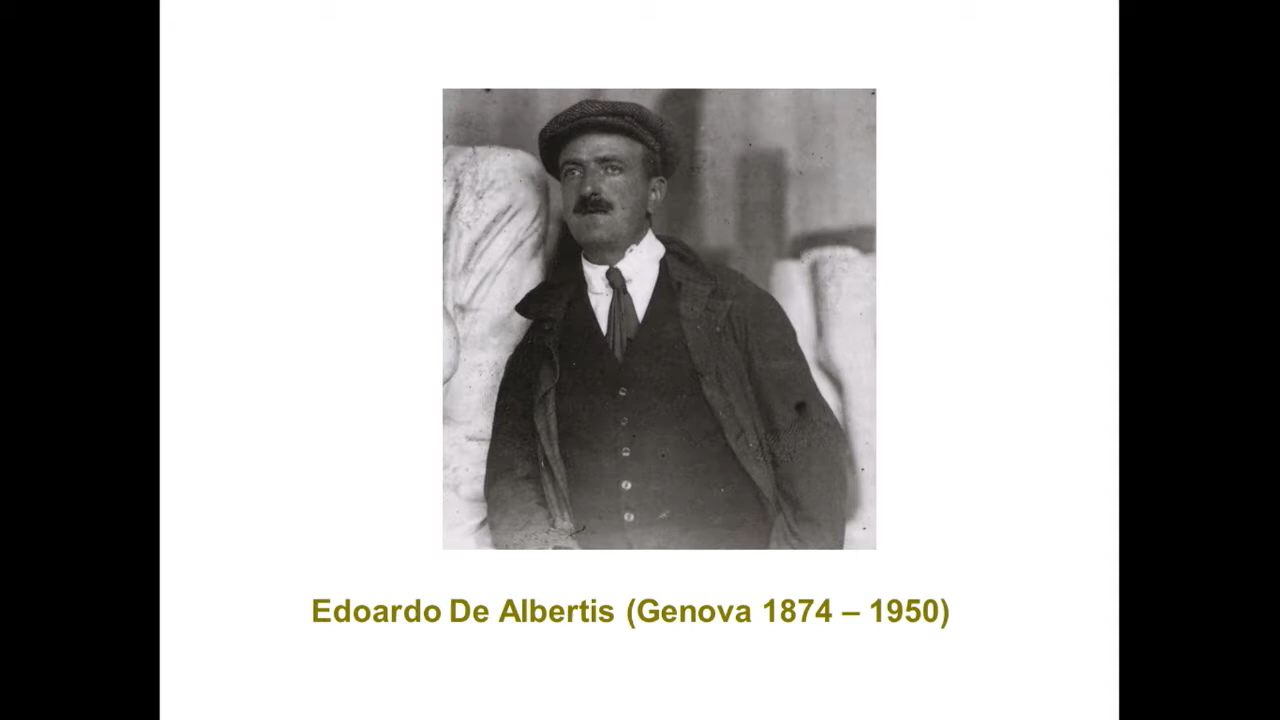 Edoardo De Albertis (Genova 1874 – 1950)